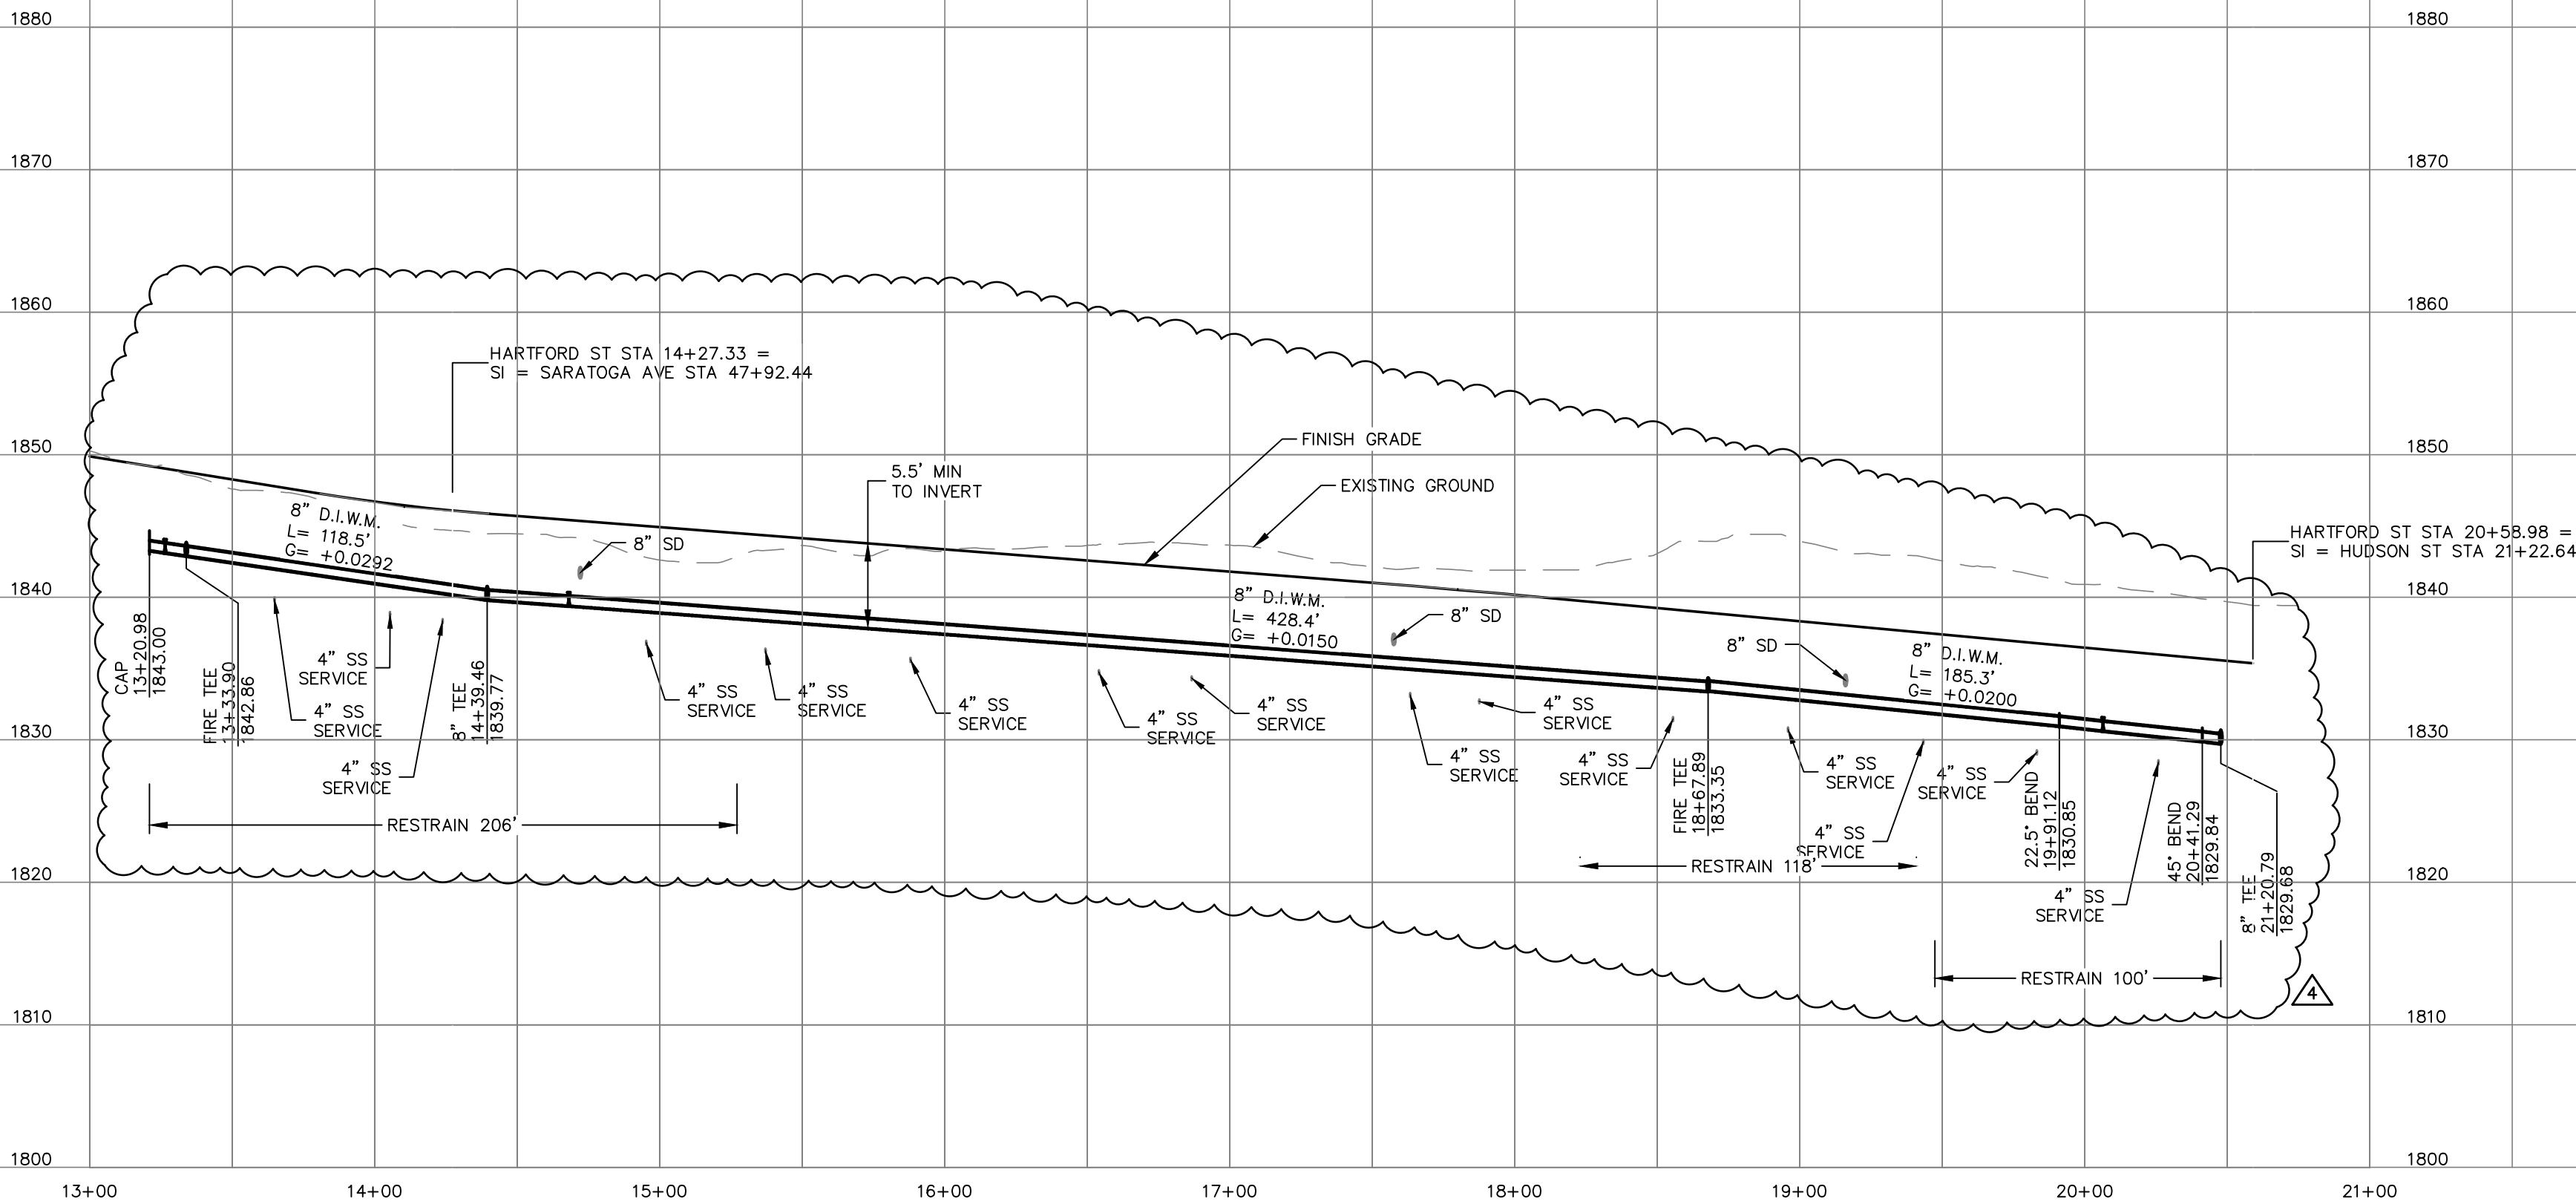 1880
1880
1870
1870
1860
1860
1850
1850
1840
1840
1830
1830
1820
1820
1810
1810
1800
1800
HARTFORD ST STA 14+27.33 =
SI = SARATOGA AVE STA 47+92.44
5.5' MIN
TO INVERT
FINISH GRADE
EXISTING GROUND
HARTFORD ST STA 20+58.98 =
SI = HUDSON ST STA 21+22.64
8" D.I.W.M.
L= 118.5'
G= +0.0292
8" SD
8" D.I.W.M.
L= 428.4'
G= +0.0150
8" SD
8" SD
8" D.I.W.M.
L= 185.3'
G= +0.0200
CAP
13+20.98
1843.00
FIRE TEE
13+33.90
1842.86
4" SS
SERVICE
4" SS
SERVICE
4" SS
SERVICE
8" TEE
14+39.46
1839.77
4" SS
SERVICE
4" SS
SERVICE
4" SS
SERVICE
4" SS
SERVICE
4" SS
SERVICE
4" SS
SERVICE
4" SS
SERVICE
4" SS
SERVICE
FIRE TEE
18+67.89
1833.35
4" SS
SERVICE
4" SS
SERVICE
4" SS
SERVICE
22.5° BEND
19+91.12
1830.85
4" SS
SERVICE
45° BEND
20+41.29
1829.84
8" TEE
21+20.79
1829.68
RESTRAIN 206'
RESTRAIN 118'
RESTRAIN 100'
4
13+00
14+00
15+00
16+00
17+00
18+00
19+00
20+00
21+00